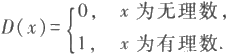 D(x)={0, x 为无理数,
1, x 为有理数.